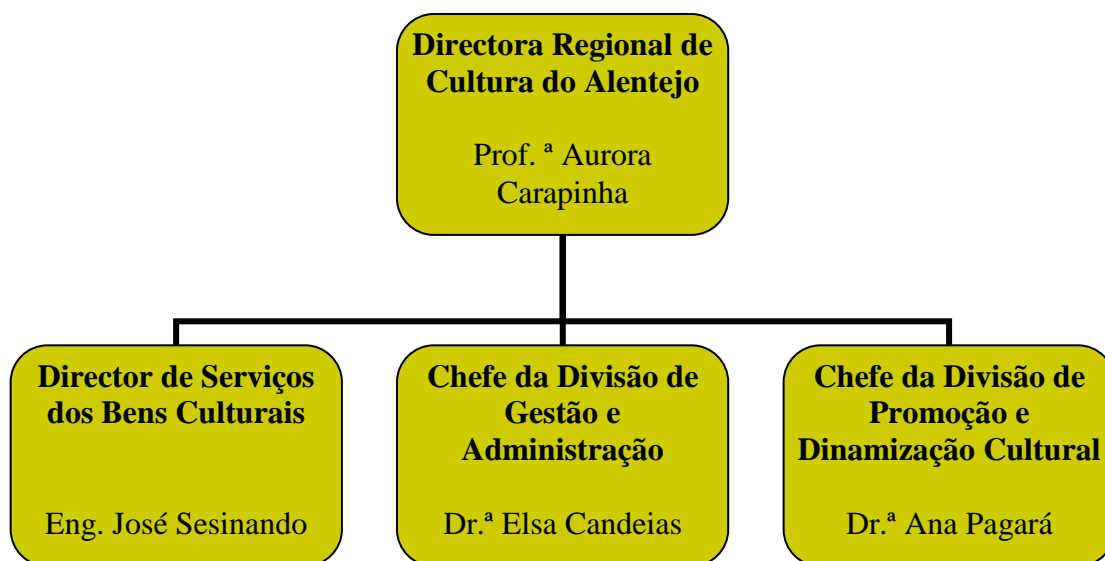 Directora Regional de
Cultura do Alentejo
Prof. ª Aurora
Carapinha
Director de Serviços
dos Bens Culturais
Eng. José Sesinando
Chefe da Divisão de
Gestão e
Administração
Dr.ª Elsa Candeias
Chefe da Divisão de
Promoção e
Dinamização Cultural
Dr.ª Ana Pagará